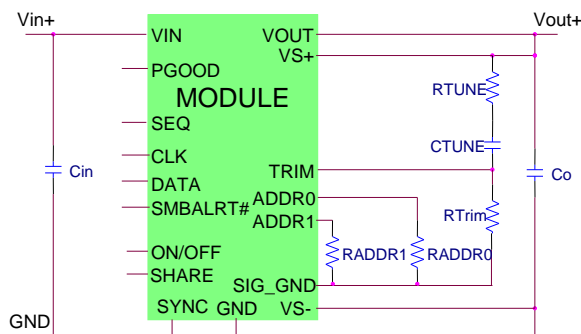 Vin+
Vout+
VIN
VOUT
VS+
PGOOD
RTUNE
MODULE
SEQ
CTUNE
CLK
TRIM
Cin
Co
DATA
ADDR0
SMBALRT#
ADDR1
RTrim
ON/OFF
RADDR1
RADDR0
SHARE
SIG_GND
SYNC
GND
VS-
GND